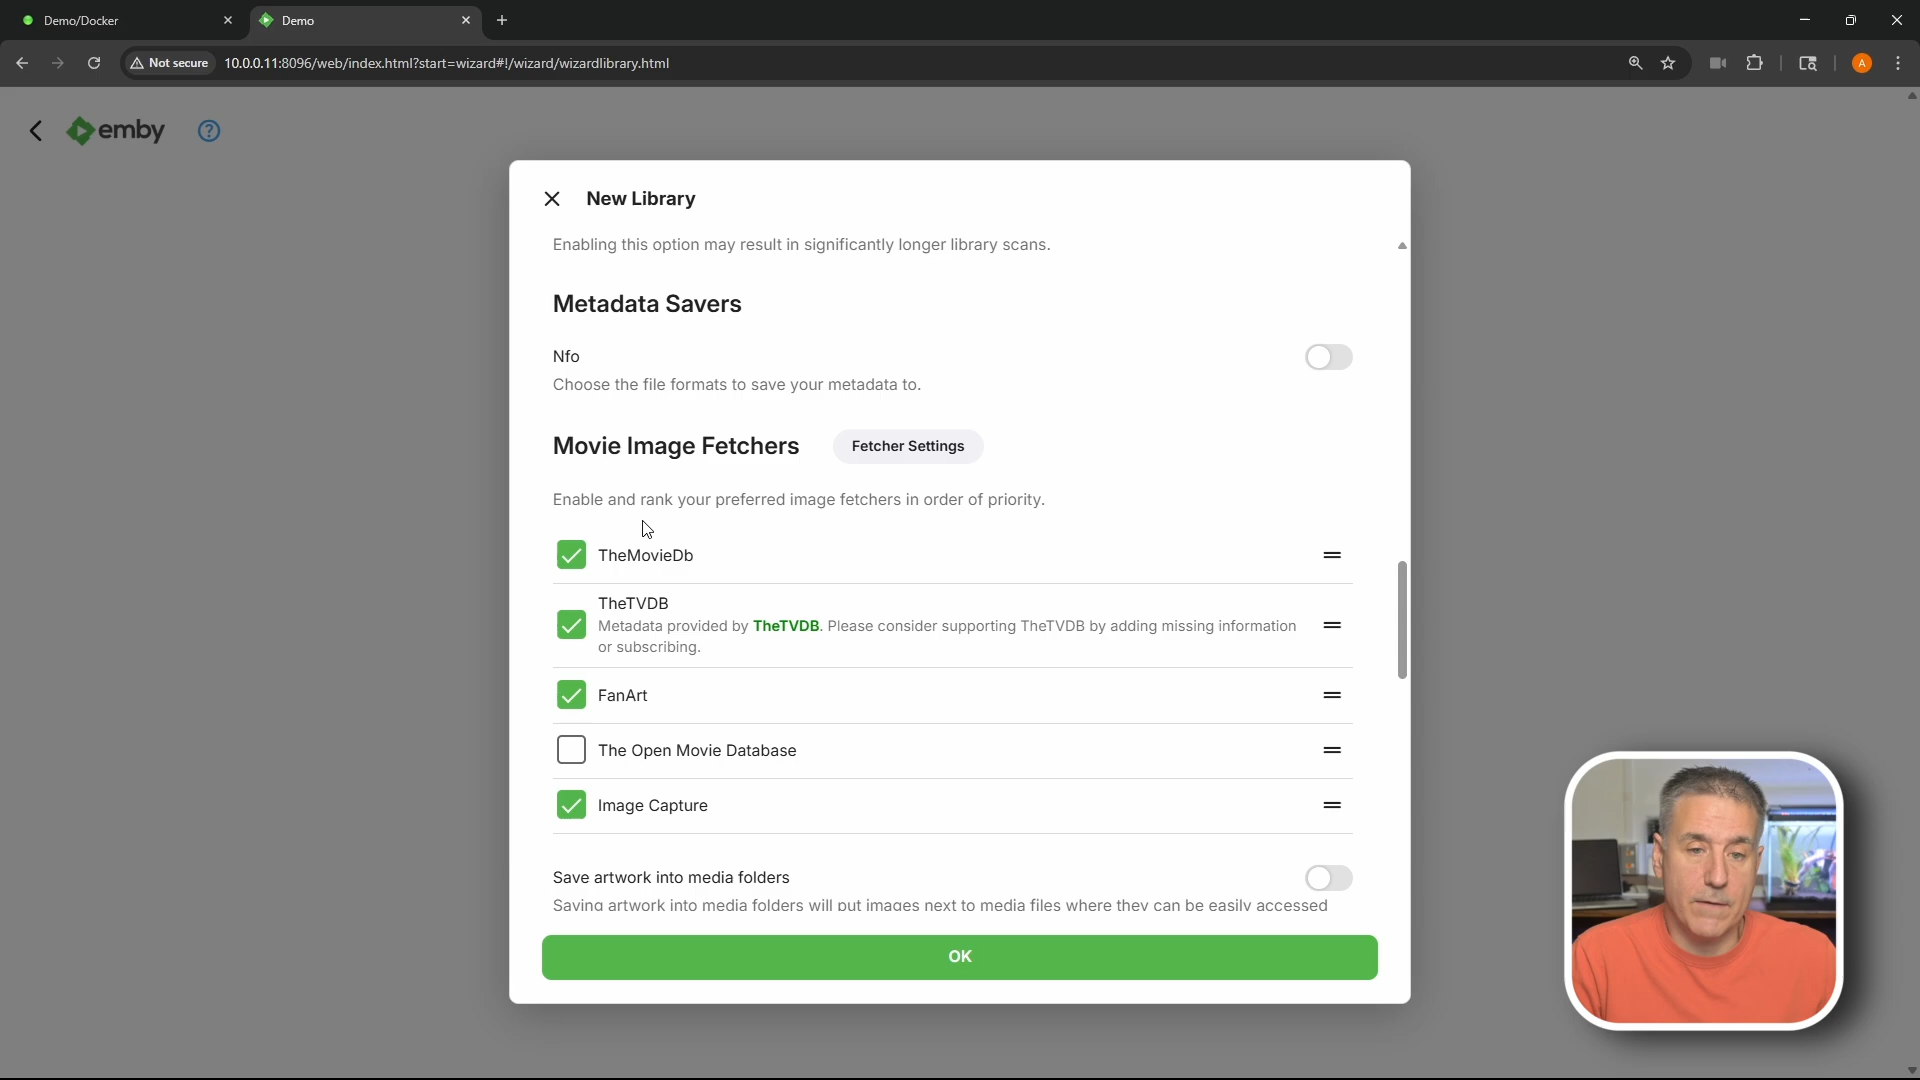 Demo/Docker
Demo
Not secure
10.0.0.11:8096/web/index.html?start=wizard#!/wizard/wizardlibrary.html
A
emby
?
New Library
Enabling this option may result in significantly longer library scans.
Metadata Savers
Nfo
Choose the file formats to save your metadata to.
Movie Image Fetchers
Fetcher Settings
Enable and rank your preferred image fetchers in order of priority.
TheMovieDb
TheTVDB
Metadata provided by TheTVDB. Please consider supporting TheTVDB by adding missing information
or subscribing.
FanArt
The Open Movie Database
Image Capture
Save artwork into media folders
Saving artwork into media folders will put images next to media files where they can be easily accessed
OK